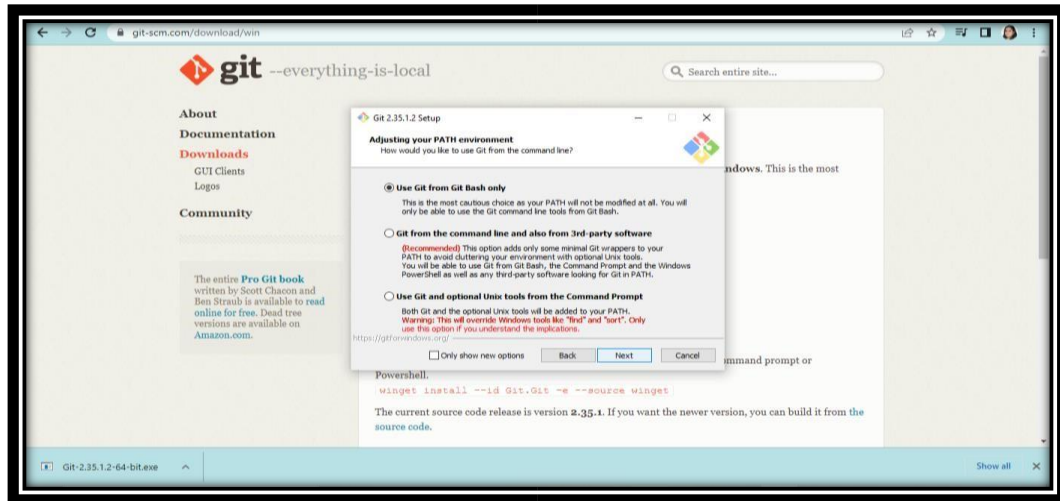 git-scm.com/download/win
git --everything-is-local
Search entire site...
About
Documentation
Downloads
GUI Clients
Logos
Community
The entire Pro Git book
written by Scott Chacon and
Ben Straub is available to read
online for free. Dead tree
versions are available on
Amazon.com.
Git 2.35.1.2 Setup
Adjusting your PATH environment
How would you like to use Git from the command line?
Use Git from Git Bash only
This is the most cautious choice as your PATH will not be modified at all. You will
only be able to use the Git command line tools from Git Bash.
Git from the command line and also from 3rd-party software
(Recommended) This option adds only some minimal Git wrappers to your
PATH to avoid cluttering your environment with optional Unix tools.
You will be able to use Git from Git Bash, the Command Prompt and the Windows
PowerShell as well as any third-party software looking for Git in PATH.
Use Git and optional Unix tools from the Command Prompt
Both Git and the optional Unix tools will be added to your PATH.
Warning: This will override Windows tools like "find" and "sort". Only
use this option if you understand the implications.
https://gitforwindows.org/
Only show new options
Back
Next
Cancel
ndows. This is the most
mmand prompt or
Powershell.
winget install --id Git.Git -e --source winget
The current source code release is version 2.35.1. If you want the newer version, you can build it from the
source code.
Git-2.35.1.2-64-bit.exe
Show all